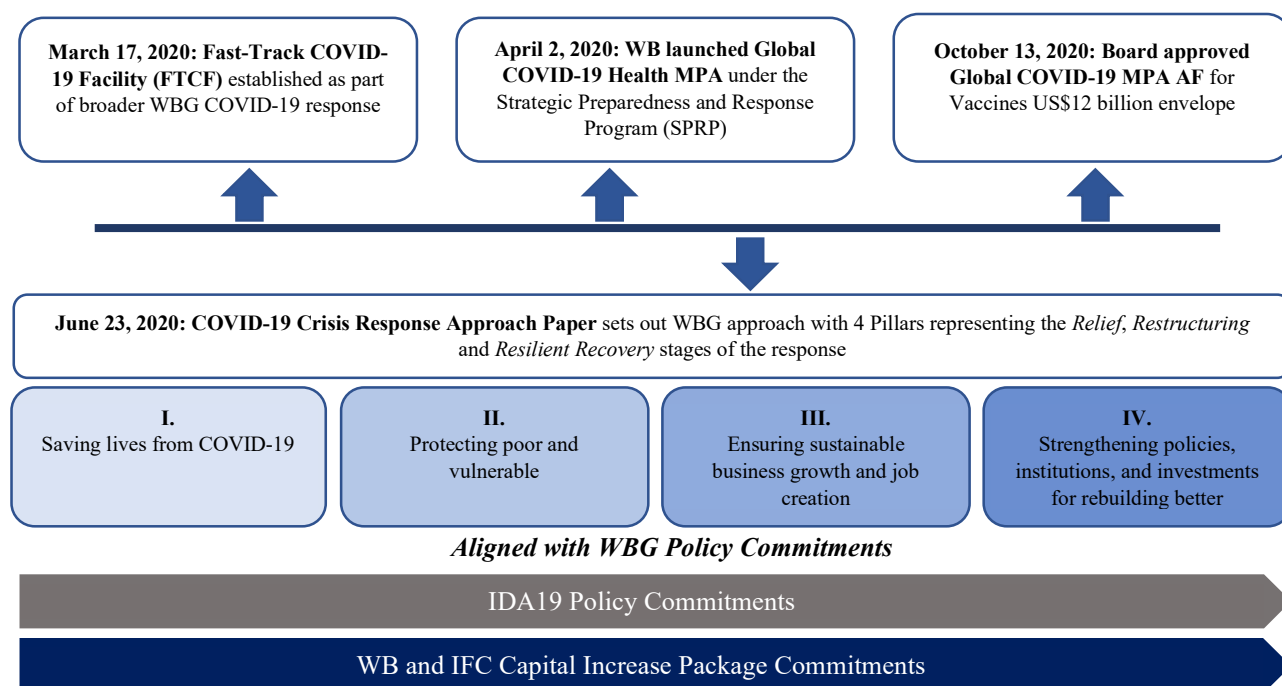 March 17, 2020: Fast-Track COVID-
19 Facility (FTCF) established as part
of broader WBG COVID-19 response
April 2, 2020: WB launched Global
COVID-19 Health MPA under the
Strategic Preparedness and Response
Program (SPRP)
October 13, 2020: Board approved
Global COVID-19 MPA AF for
Vaccines US$12 billion envelope
June 23, 2020: COVID-19 Crisis Response Approach Paper sets out WBG approach with 4 Pillars representing the Relief, Restructuring
and Resilient Recovery stages of the response
I.
Saving lives from COVID-19
II.
Protecting poor and
vulnerable
III.
Ensuring sustainable
business growth and job
creation
IV.
Strengthening policies,
institutions, and investments
for rebuilding better
Aligned with WBG Policy Commitments
IDA19 Policy Commitments
WB and IFC Capital Increase Package Commitments